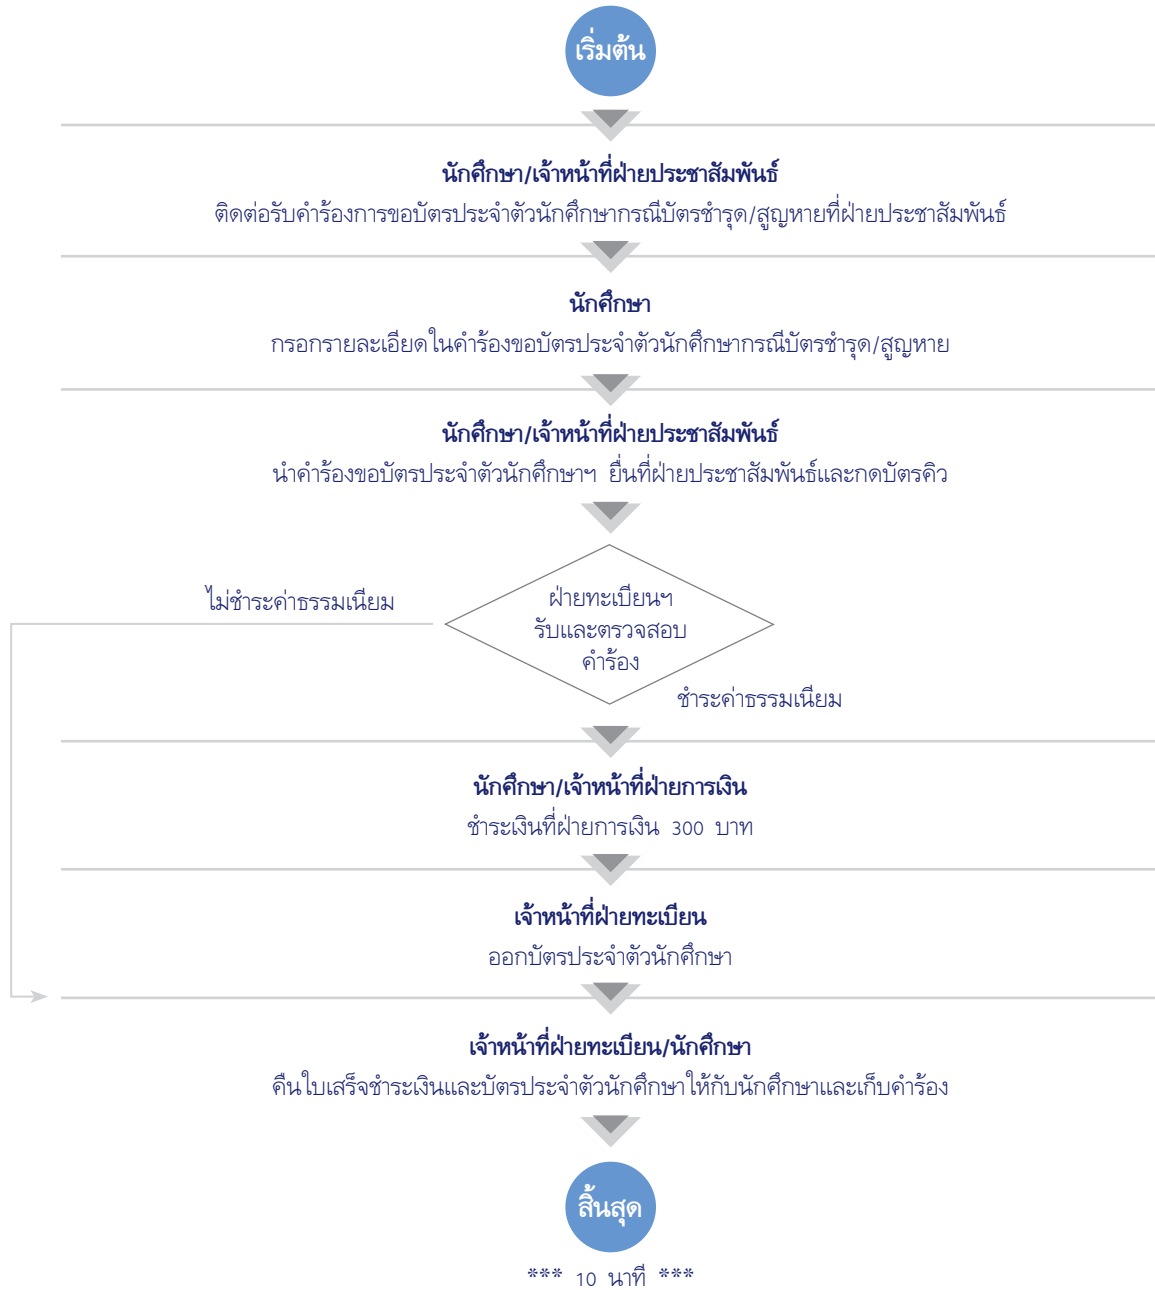 เริ่มต้น
นักศึกษา/เจ้าหน้าที่ฝ่ายประชาสัมพันธ์
ติดต่อรับคำร้องการขอบัตรประจำตัวนักศึกษากรณีบัตรชำรุด/สูญหายที่ฝ่ายประชาสัมพันธ์
นักศึกษา
กรอกรายละเอียดในคำร้องขอบัตรประจำตัวนักศึกษากรณีบัตรชำรุด/สูญหาย
นักศึกษา/เจ้าหน้าที่ฝ่ายประชาสัมพันธ์
นำคำร้องขอบัตรประจำตัวนักศึกษาฯ ยื่นที่ฝ่ายประชาสัมพันธ์และกดบัตรคิว
ไม่ชำระค่าธรรมเนียม
ฝ่ายทะเบียนฯ
รับและตรวจสอบ
คำร้อง
ชำระค่าธรรมเนียม
นักศึกษา/เจ้าหน้าที่ฝ่ายการเงิน
ชำระเงินที่ฝ่ายการเงิน 300 บาท
เจ้าหน้าที่ฝ่ายทะเบียน
ออกบัตรประจำตัวนักศึกษา
เจ้าหน้าที่ฝ่ายทะเบียน/นักศึกษา
คืนใบเสร็จชำระเงินและบัตรประจำตัวนักศึกษาให้กับนักศึกษาและเก็บคำร้อง
สิ้นสุด
*** 10 นาที ***